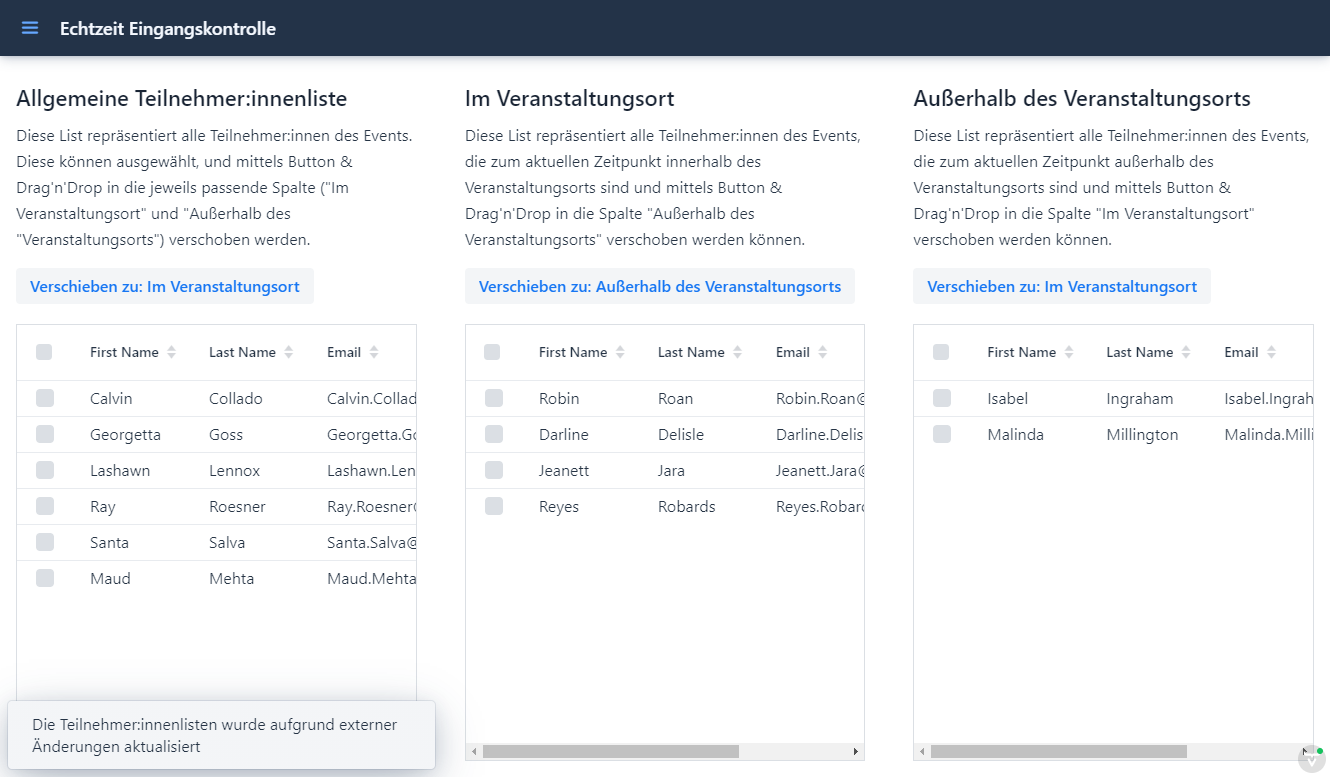 Echtzeit Eingangskontrolle
Allgemeine Teilnehmer:innenliste
Diese List repräsentiert alle Teilnehmer:innen des Events.
Diese können ausgewählt, und mittels Button &
Drag'n'Drop in die jeweils passende Spalte ("Im
Veranstaltungsort" und "Außerhalb des
"Veranstaltungsorts") verschoben werden.
Verschieben zu: Im Veranstaltungsort
First Name Last Name Email
Calvin Collado Calvin.Collad
Georgetta Goss Georgetta.Go
Lashawn Lennox Lashawn.Len
Ray Roesner Ray.Roesner@
Santa Salva Santa.Salva@
Maud Mehta Maud.Mehta
Die Teilnehmer:innenlisten wurde aufgrund externer
Änderungen aktualisiert
Im Veranstaltungsort
Diese List repräsentiert alle Teilnehmer:innen des Events,
die zum aktuellen Zeitpunkt innerhalb des
Veranstaltungsorts sind und mittels Button &
Drag'n'Drop in die Spalte "Außerhalb des
Veranstaltungsorts" verschoben werden können.
Verschieben zu: Außerhalb des Veranstaltungsorts
First Name Last Name Email
Robin Roan Robin.Roan@
Darline Delisle Darline.Delis
Jeanett Jara Jeanett.Jara@
Reyes Robards Reyes.Robard
Außerhalb des Veranstaltungsorts
Diese List repräsentiert alle Teilnehmer:innen des Events,
die zum aktuellen Zeitpunkt außerhalb des
Veranstaltungsorts sind und mittels Button &
Drag'n'Drop in die Spalte "Im Veranstaltungsort"
verschoben werden können.
Verschieben zu: Im Veranstaltungsort
First Name Last Name Email
Isabel Ingraham Isabel.Ingrah
Malinda Millington Malinda.Milli